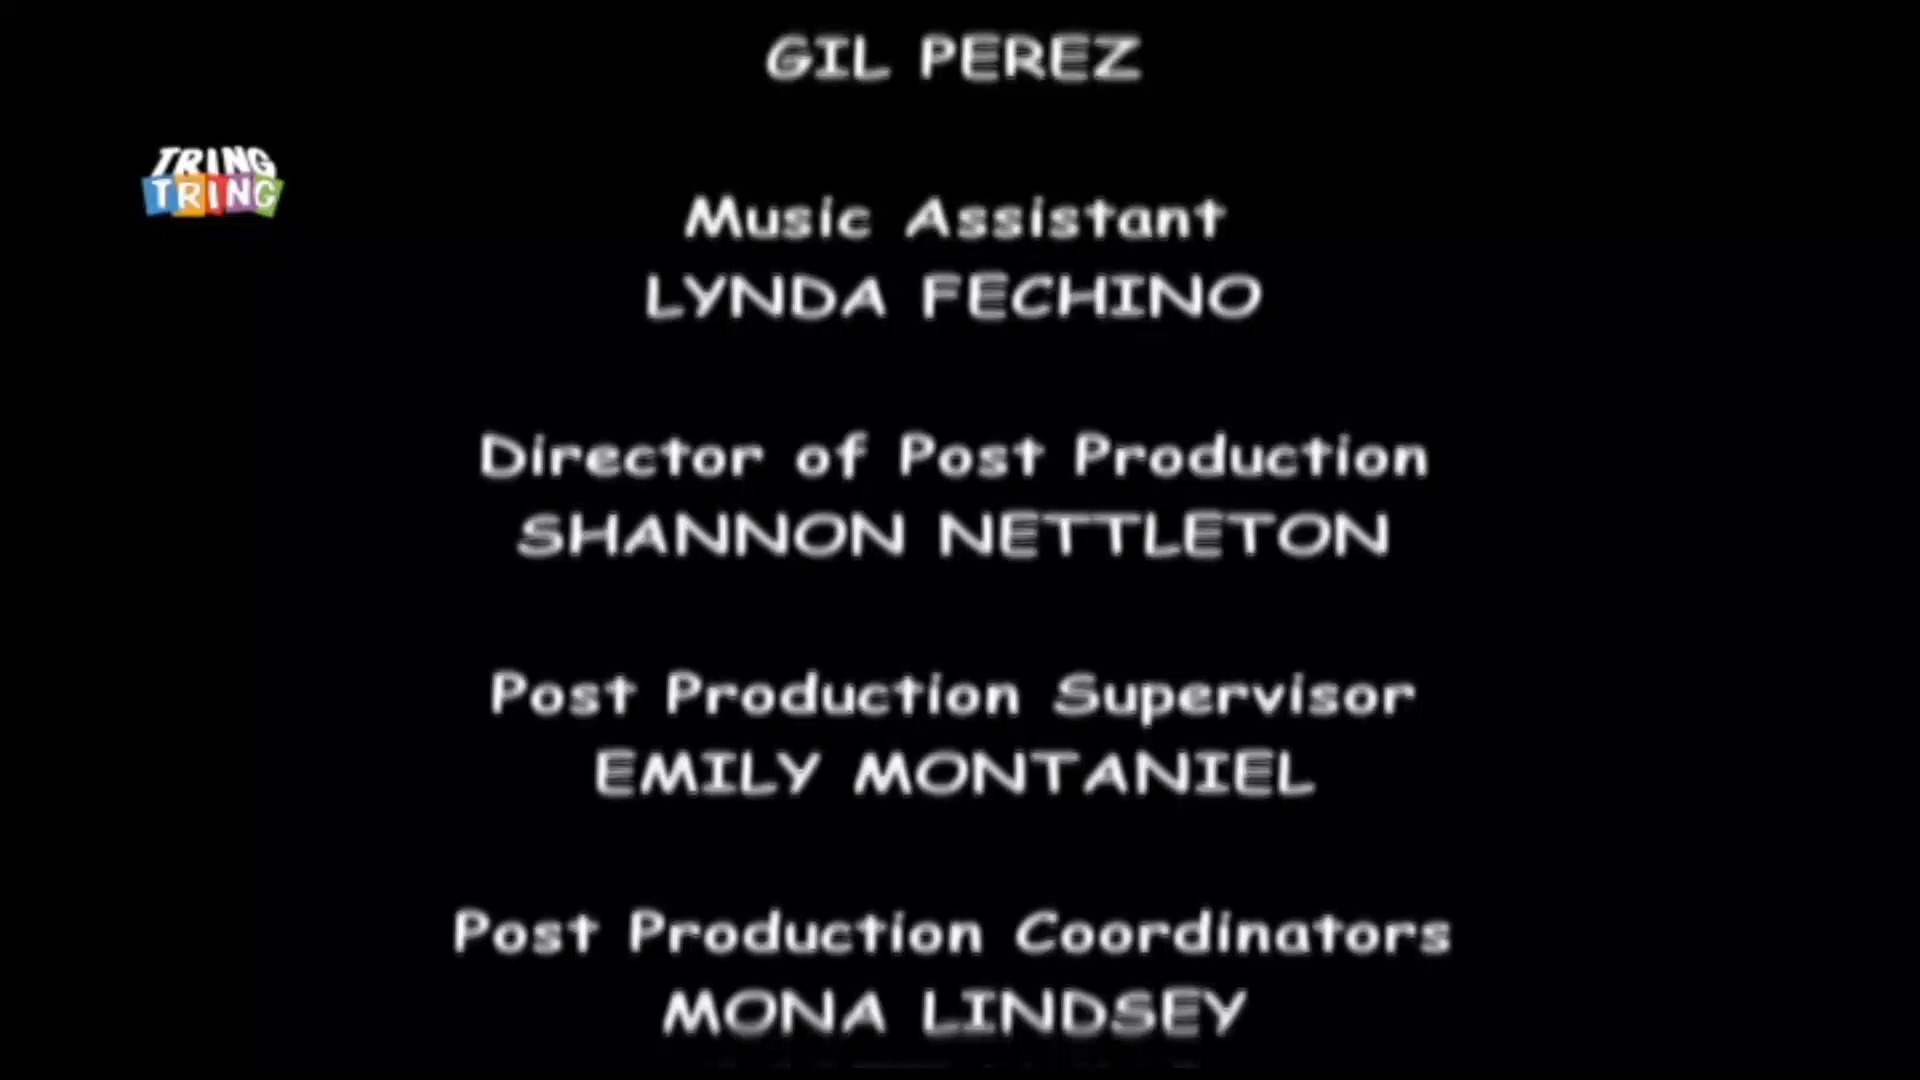 GIL PEREZ
TRING
TRING
Music Assistant
LYNDA FECHINO
Director of Post Production
SHANNON NETTLETON
Post Production Supervisor
EMILY MONTANIEL
Post Production Coordinators
MONA LINDSEY